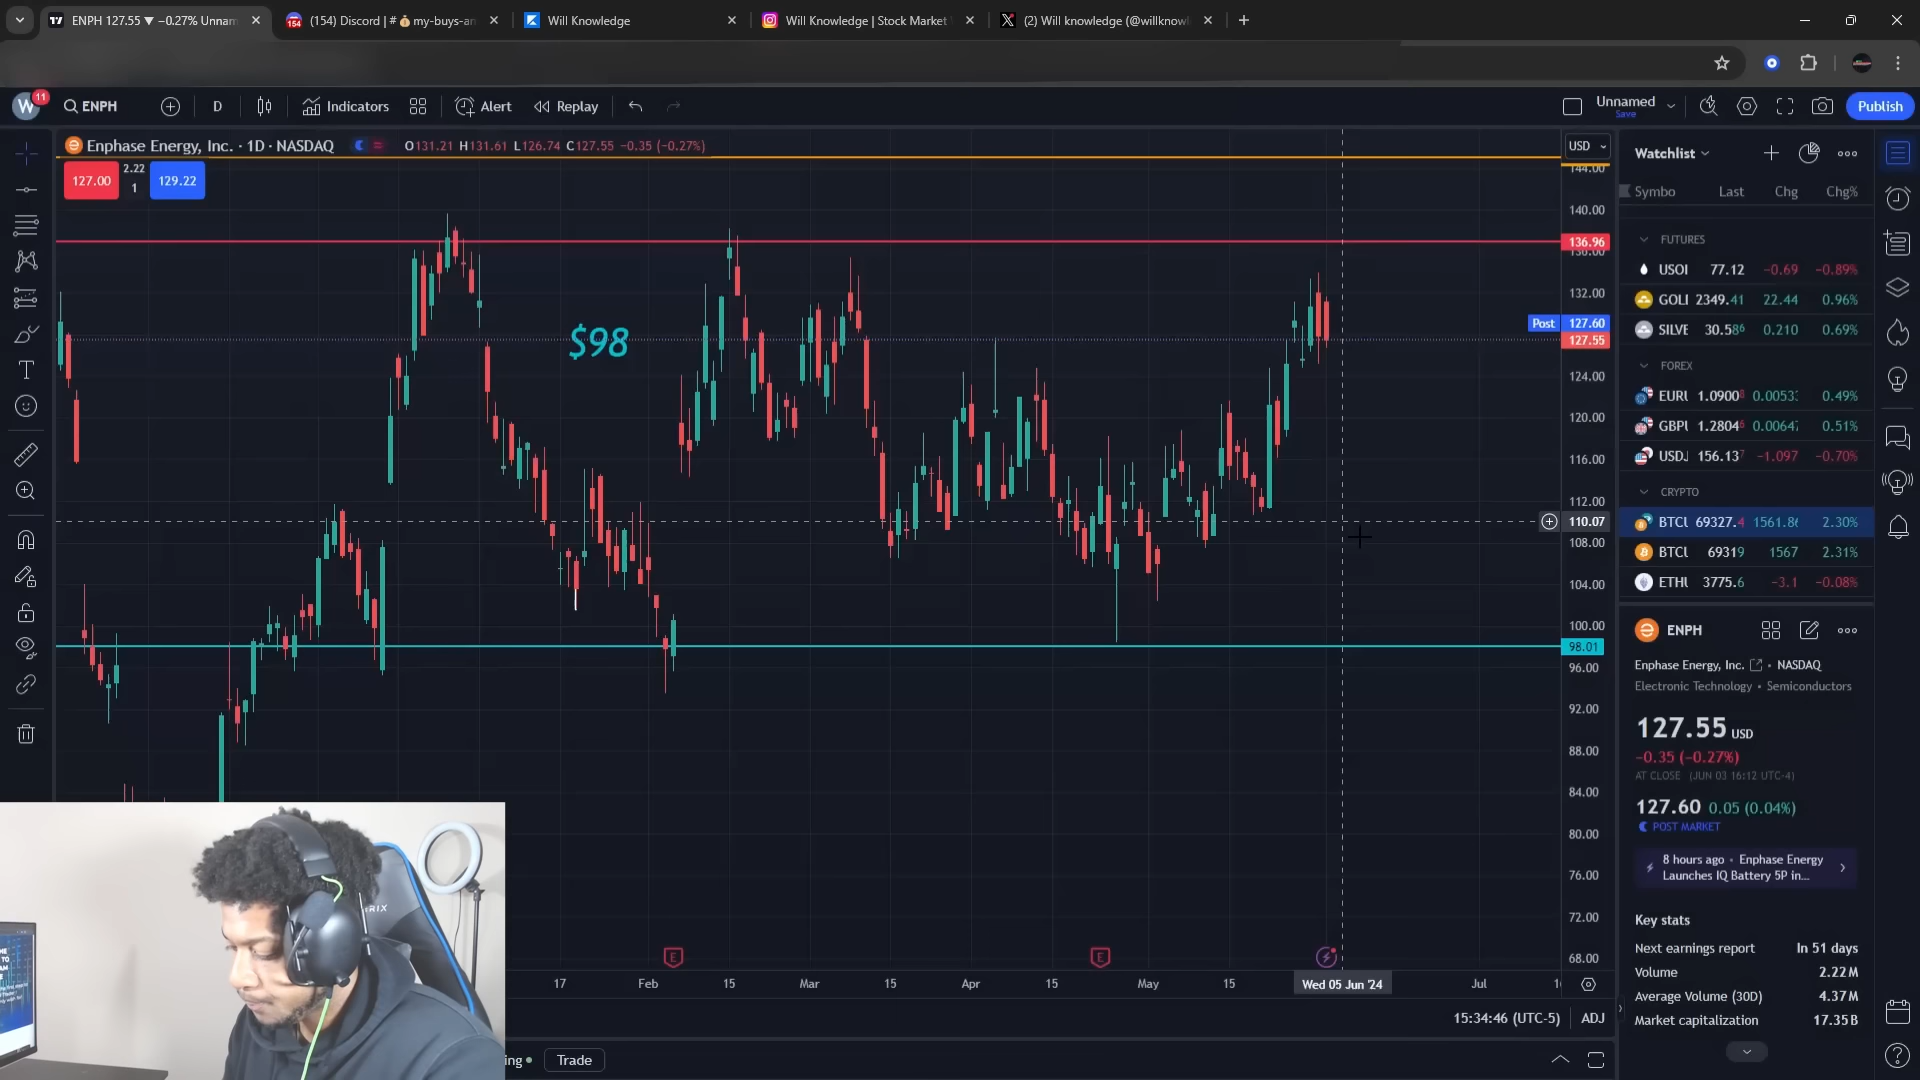 ENPH 127.55 ▼ −0.27% Unnam
(154) Discord | # 💰my-buys-an
Will Knowledge
Will Knowledge | Stock Market
(2) Will knowledge (@willknowl
W 11
ENPH
D
Indicators
Alert
Replay
Unnamed
Save
Publish
Enphase Energy, Inc. · 1D · NASDAQ
O131.21 H131.61 L126.74 C127.55 −0.35 (−0.27%)
USD
127.00
2.22
1
129.22
144.00
140.00
136.96
136.00
132.00
Post 127.60
127.55
124.00
120.00
116.00
112.00
110.07
108.00
104.00
100.00
98.01
96.00
92.00
88.00
84.00
80.00
76.00
72.00
68.00
$98
E
E
17
Feb
15
Mar
15
Apr
15
May
15
Wed 05 Jun '24
Jul
15:34:46 (UTC-5)
ADJ
Trade
Watchlist
Symbo Last Chg Chg%
FUTURES
USOI 77.12 −0.69 −0.89%
GOLI 2349.41 22.44 0.96%
SILVE 30.586 0.210 0.69%
FOREX
EURU 1.09008 0.0053 0.49%
GBPU 1.28046 0.0064 0.51%
USDJ 156.137 −1.097 −0.70%
CRYPTO
BTCU 69327.4 1561.86 2.30%
BTCU 69319 1567 2.31%
ETHU 3775.6 −3.1 −0.08%
ENPH
Enphase Energy, Inc. • NASDAQ
Electronic Technology • Semiconductors
127.55 USD
−0.35 (−0.27%)
AT CLOSE (JUN 03 16:12 UTC-4)
127.60 0.05 (0.04%)
POST MARKET
8 hours ago • Enphase Energy
Launches IQ Battery 5P in...
Key stats
Next earnings report In 51 days
Volume 2.22M
Average Volume (30D) 4.37M
Market capitalization 17.35B